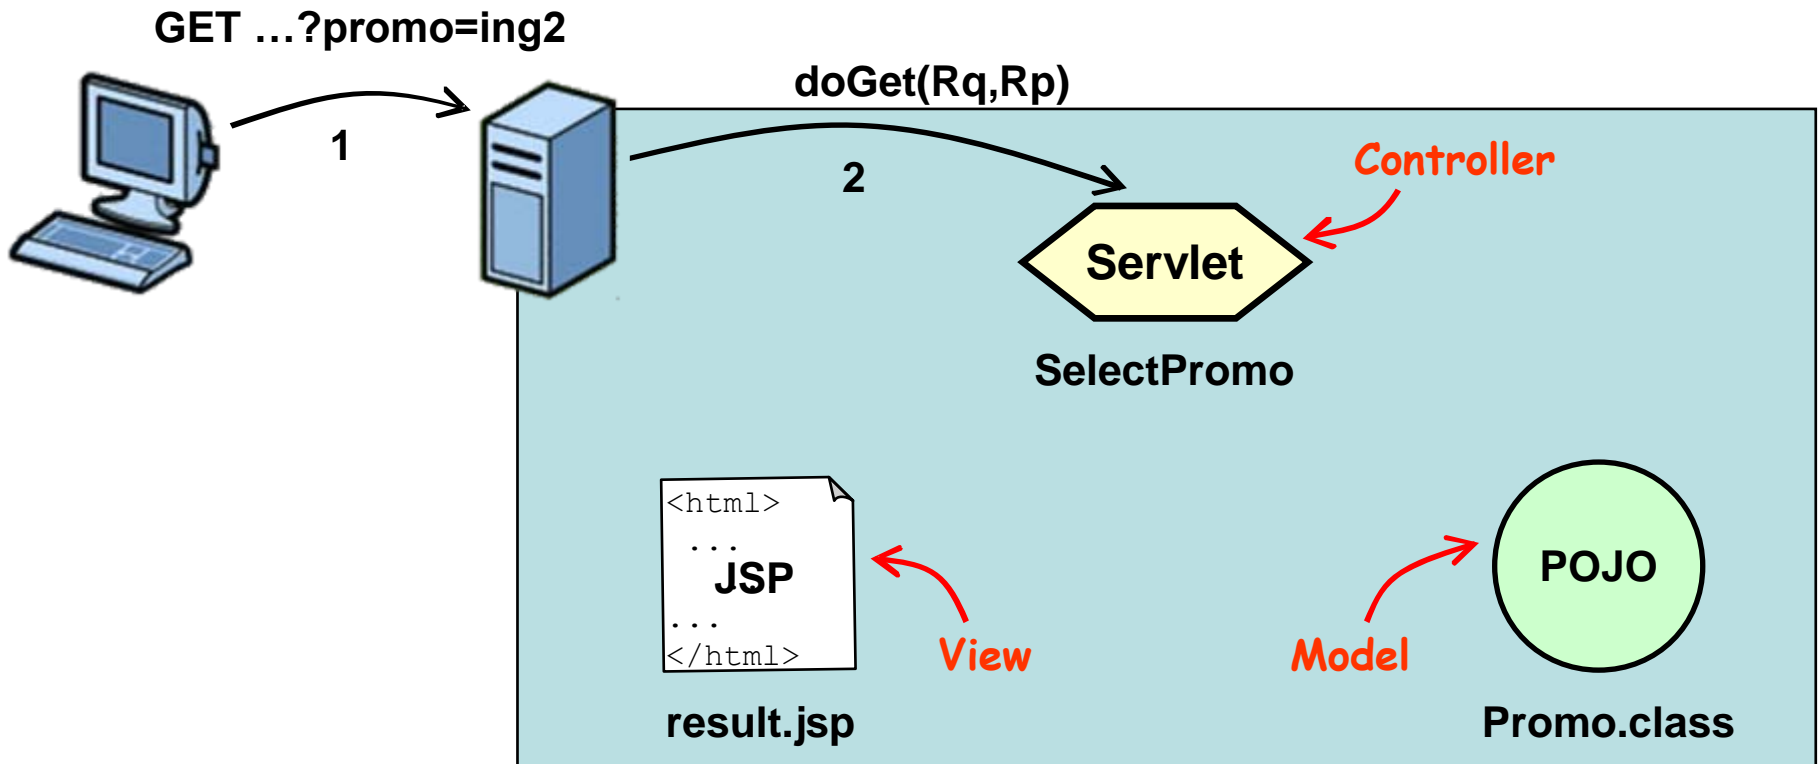 GET …?promo=ing2
doGet(Rq,Rp)
1
2
Controller
Servlet
SelectPromo
<html>
...
JSP
...
</html>
View
Model
POJO
result.jsp
Promo.class